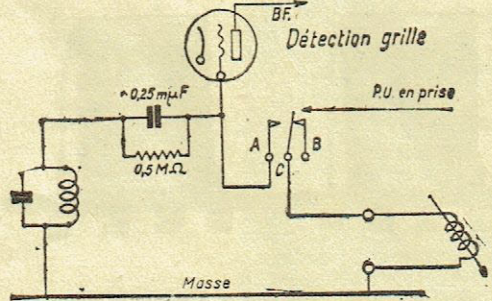 BF.
Détection grille
0,25 mµF
P.U. en prise
A
B
C
0,5 MΩ
Masse